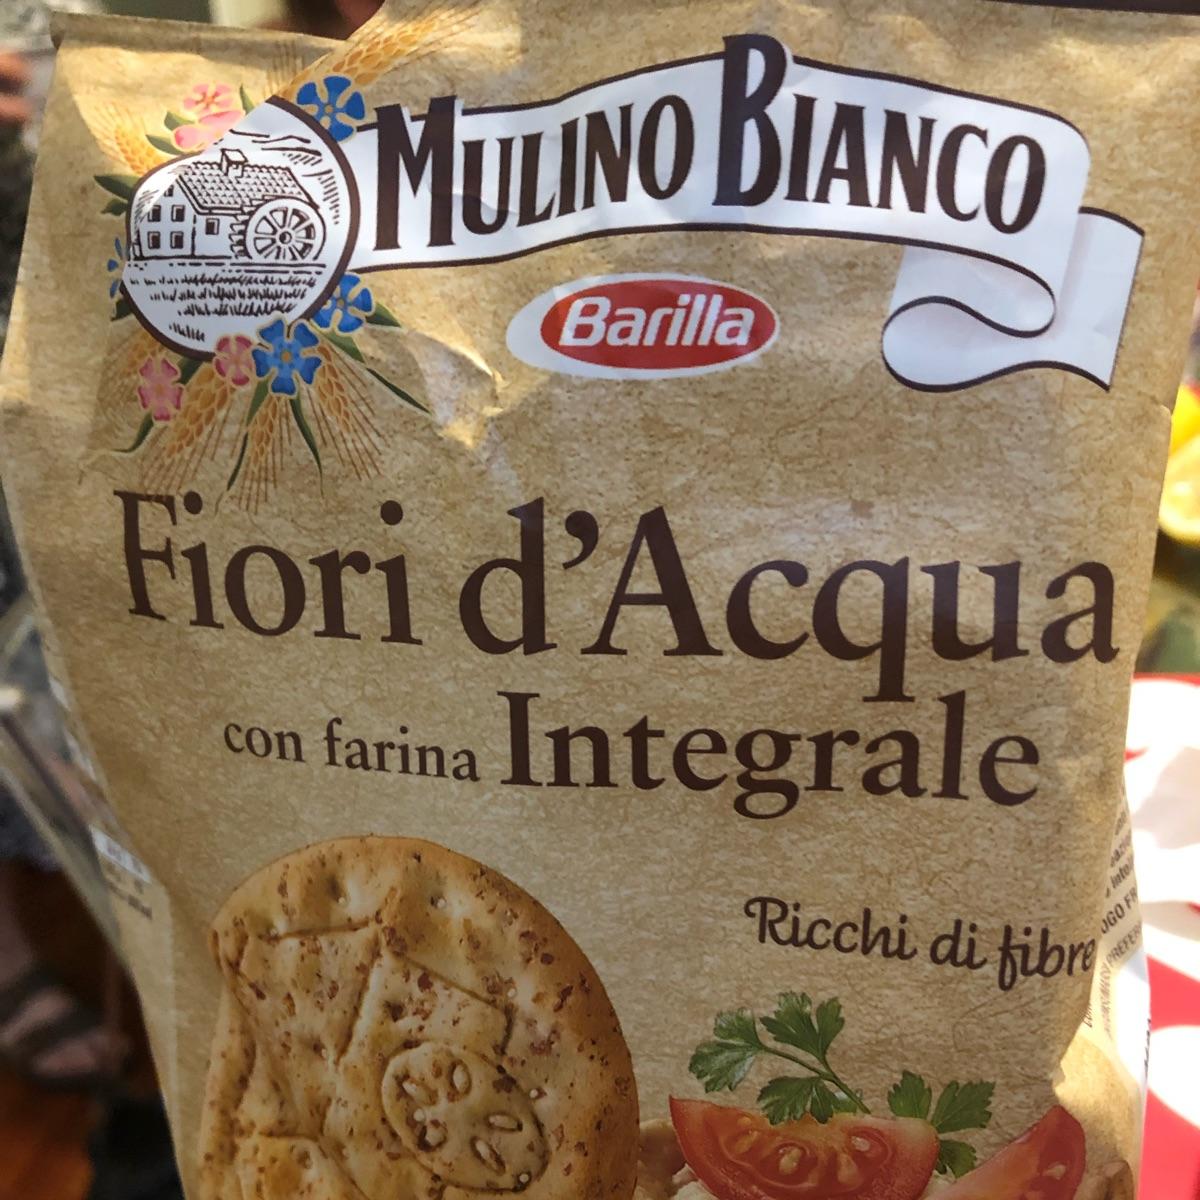 MULINO BIANCO
Barilla
Fiori d'Acqua
con farina Integrale
Ricchi di fibre